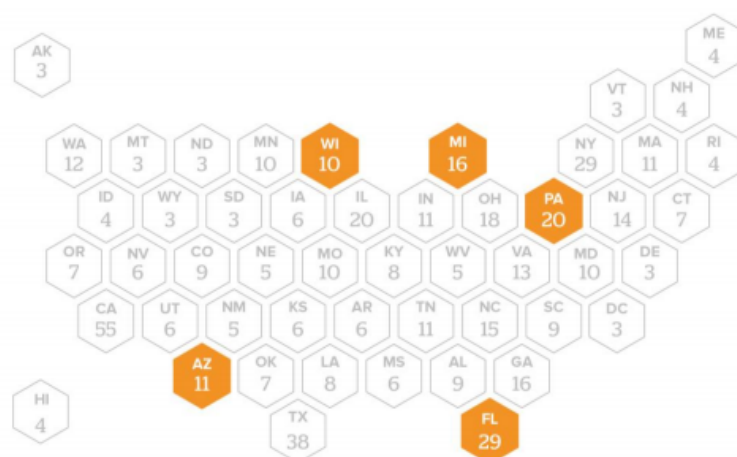 ME
4
AK
3
VT
3
NH
4
WA
12
MT
3
ND
3
MN
10
WI
10
MI
16
NY
29
MA
11
RI
4
ID
4
WY
3
SD
3
IA
6
IL
20
IN
11
OH
18
PA
20
NJ
14
CT
7
OR
7
NV
6
CO
9
NE
5
MO
10
KY
8
WV
5
VA
13
MD
10
DE
3
CA
55
UT
6
NM
5
KS
6
AR
6
TN
11
NC
15
SC
9
DC
3
AZ
11
OK
7
LA
8
MS
6
AL
9
GA
16
HI
4
TX
38
FL
29